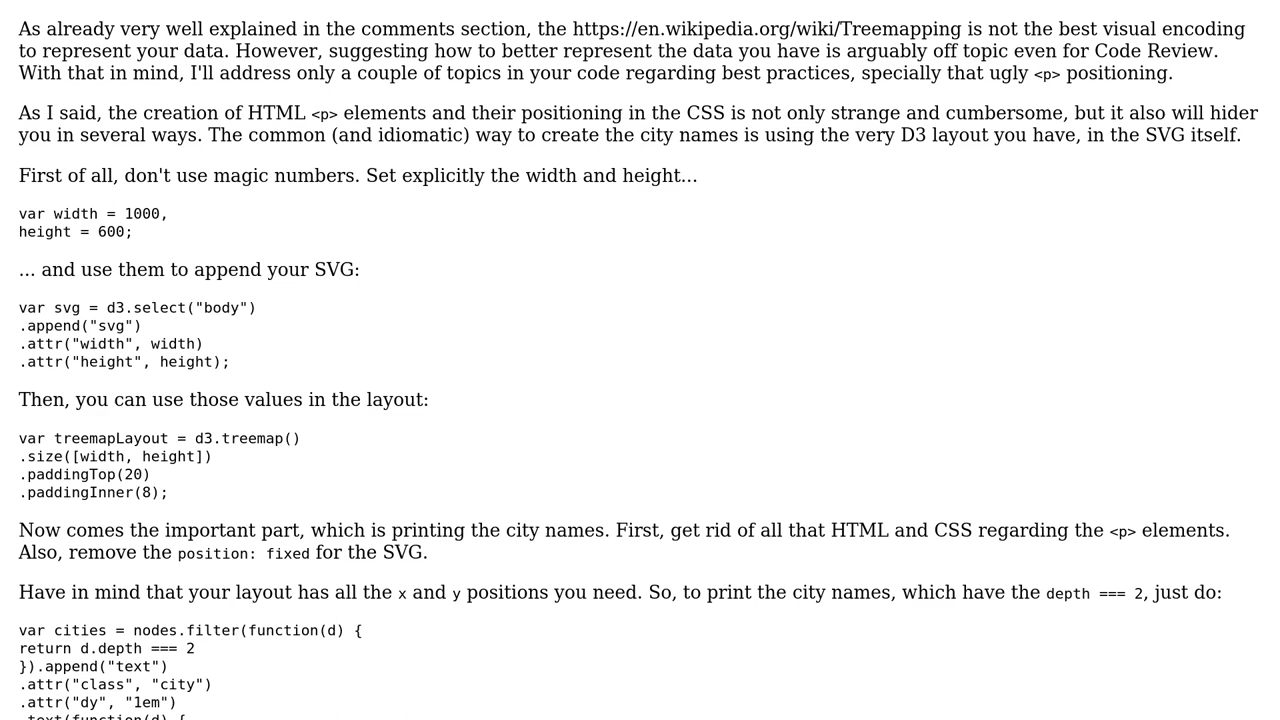 As already very well explained in the comments section, the https://en.wikipedia.org/wiki/Treemapping is not the best visual encoding
to represent your data. However, suggesting how to better represent the data you have is arguably off topic even for Code Review.
With that in mind, I'll address only a couple of topics in your code regarding best practices, specially that ugly <p> positioning.
As I said, the creation of HTML <p> elements and their positioning in the CSS is not only strange and cumbersome, but it also will hider
you in several ways. The common (and idiomatic) way to create the city names is using the very D3 layout you have, in the SVG itself.
First of all, don't use magic numbers. Set explicitly the width and height...
var width = 1000,
height = 600;
... and use them to append your SVG:
var svg = d3.select("body")
.append("svg")
.attr("width", width)
.attr("height", height);
Then, you can use those values in the layout:
var treemapLayout = d3.treemap()
.size([width, height])
.paddingTop(20)
.paddingInner(8);
Now comes the important part, which is printing the city names. First, get rid of all that HTML and CSS regarding the <p> elements.
Also, remove the position: fixed for the SVG.
Have in mind that your layout has all the x and y positions you need. So, to print the city names, which have the depth === 2, just do:
var cities = nodes.filter(function(d) {
return d.depth === 2
}).append("text")
.attr("class", "city")
.attr("dy", "1em")
.text(function(d) {